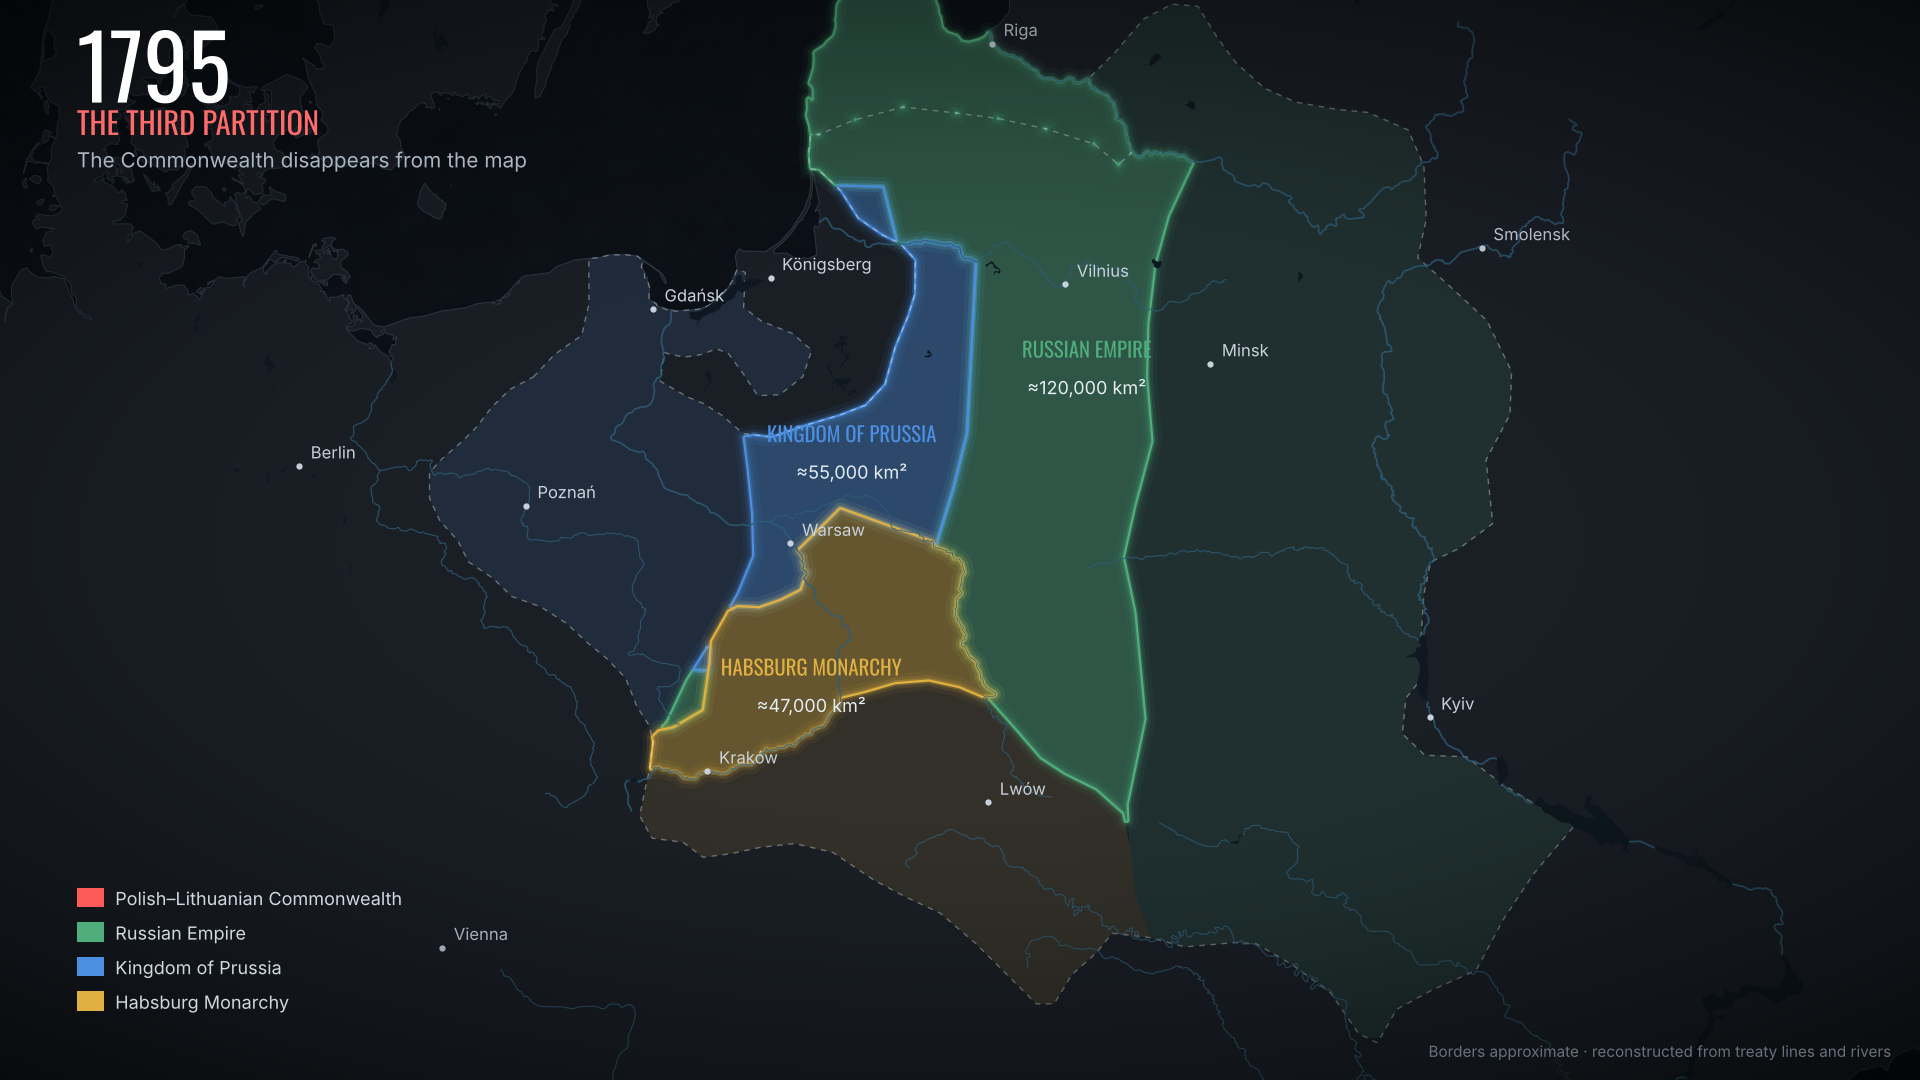 1795
THE THIRD PARTITION
The Commonwealth disappears from the map
Riga
Smolensk
Königsberg
Vilnius
Gdańsk
RUSSIAN EMPIRE
≈120,000 km²
Minsk
KINGDOM OF PRUSSIA
≈55,000 km²
Berlin
Poznań
Warsaw
HABSBURG MONARCHY
≈47,000 km²
Kyiv
Kraków
Lwów
Vienna
Polish–Lithuanian Commonwealth
Russian Empire
Kingdom of Prussia
Habsburg Monarchy
Borders approximate · reconstructed from treaty lines and rivers